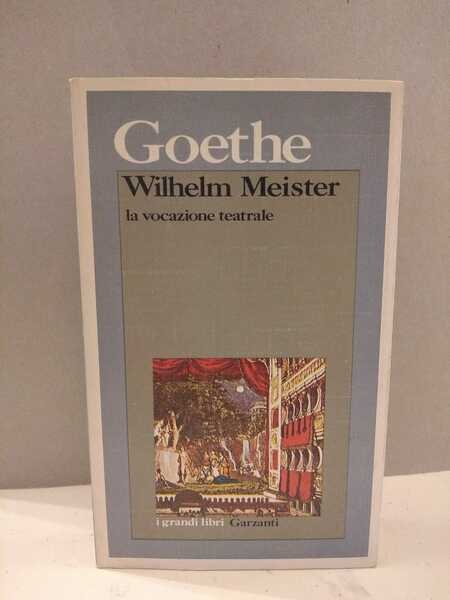 Goethe
Wilhelm Meister
la vocazione teatrale
i grandi libri Garzanti